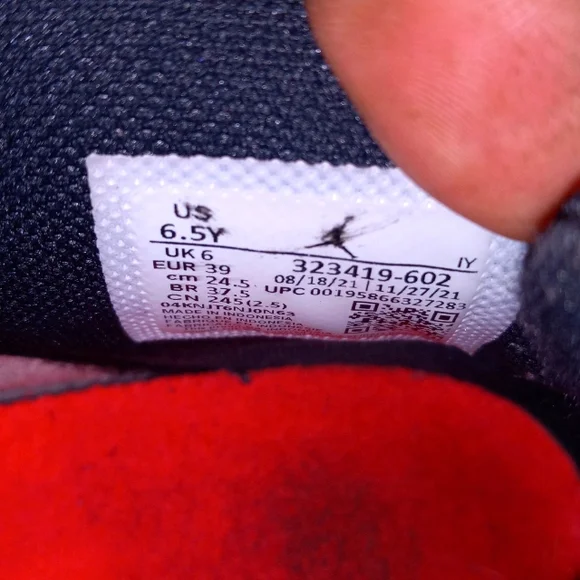 US
6.5Y
IY
UK 6
323419-602
EUR 39
08/18/21 | 11/27/21
cm 24.5
UPC 00195866327283
BR 37.5
CN 245(2.5)
MADE IN INDONESIA
HECHO EN